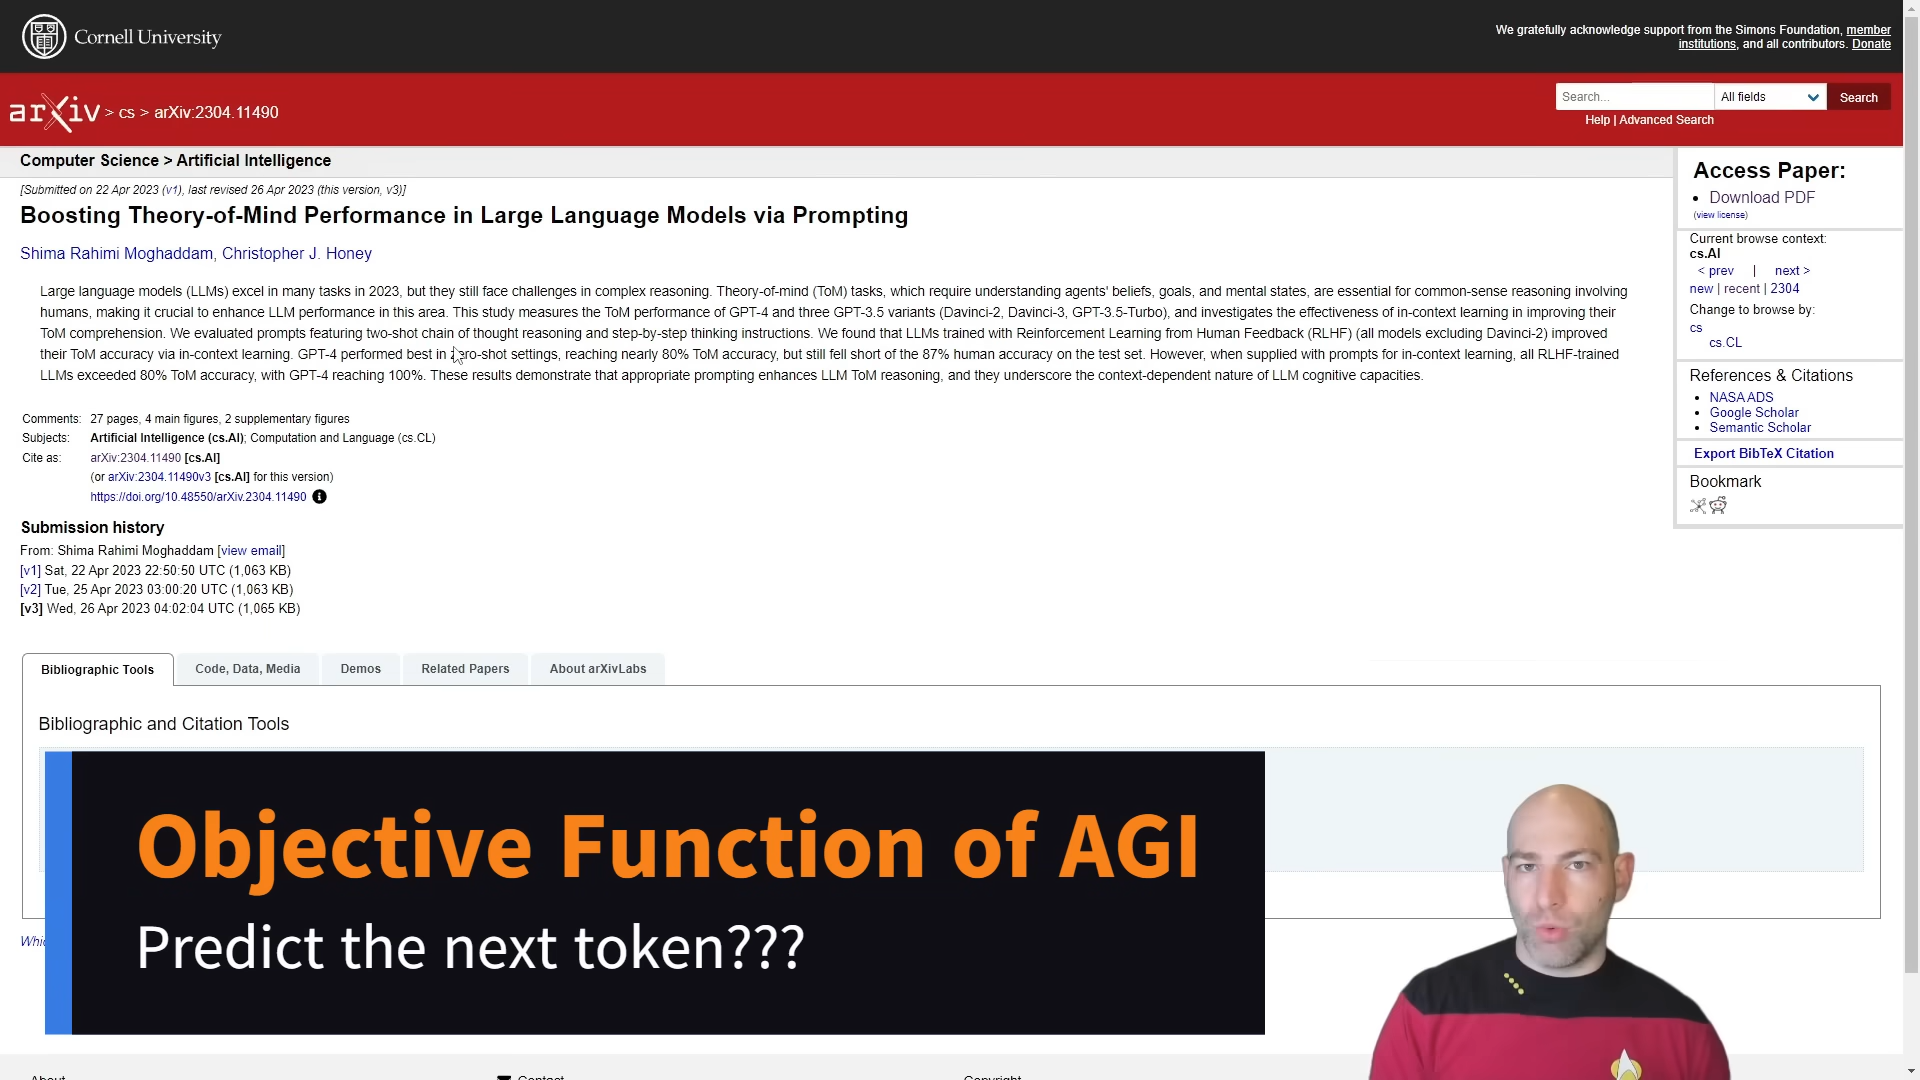 Cornell University
We gratefully acknowledge support from the Simons Foundation, member
institutions, and all contributors. Donate
arXiv > cs > arXiv:2304.11490
Search...
All fields
Search
Help | Advanced Search
Computer Science > Artificial Intelligence
[Submitted on 22 Apr 2023 (v1), last revised 26 Apr 2023 (this version, v3)]
Boosting Theory-of-Mind Performance in Large Language Models via Prompting
Shima Rahimi Moghaddam, Christopher J. Honey
Large language models (LLMs) excel in many tasks in 2023, but they still face challenges in complex reasoning. Theory-of-mind (ToM) tasks, which require understanding agents' beliefs, goals, and mental states, are essential for common-sense reasoning involving
humans, making it crucial to enhance LLM performance in this area. This study measures the ToM performance of GPT-4 and three GPT-3.5 variants (Davinci-2, Davinci-3, GPT-3.5-Turbo), and investigates the effectiveness of in-context learning in improving their
ToM comprehension. We evaluated prompts featuring two-shot chain of thought reasoning and step-by-step thinking instructions. We found that LLMs trained with Reinforcement Learning from Human Feedback (RLHF) (all models excluding Davinci-2) improved
their ToM accuracy via in-context learning. GPT-4 performed best in zero-shot settings, reaching nearly 80% ToM accuracy, but still fell short of the 87% human accuracy on the test set. However, when supplied with prompts for in-context learning, all RLHF-trained
LLMs exceeded 80% ToM accuracy, with GPT-4 reaching 100%. These results demonstrate that appropriate prompting enhances LLM ToM reasoning, and they underscore the context-dependent nature of LLM cognitive capacities.
Comments: 27 pages, 4 main figures, 2 supplementary figures
Subjects: Artificial Intelligence (cs.AI); Computation and Language (cs.CL)
Cite as: arXiv:2304.11490 [cs.AI]
(or arXiv:2304.11490v3 [cs.AI] for this version)
https://doi.org/10.48550/arXiv.2304.11490
Submission history
From: Shima Rahimi Moghaddam [view email]
[v1] Sat, 22 Apr 2023 22:50:50 UTC (1,063 KB)
[v2] Tue, 25 Apr 2023 03:00:20 UTC (1,063 KB)
[v3] Wed, 26 Apr 2023 04:02:04 UTC (1,065 KB)
Access Paper:
Download PDF
(view license)
Current browse context:
cs.AI
< prev | next >
new | recent | 2304
Change to browse by:
cs
cs.CL
References & Citations
NASA ADS
Google Scholar
Semantic Scholar
Export BibTeX Citation
Bookmark
Bibliographic Tools
Code, Data, Media
Demos
Related Papers
About arXivLabs
Bibliographic and Citation Tools
Objective Function of AGI
Predict the next token???